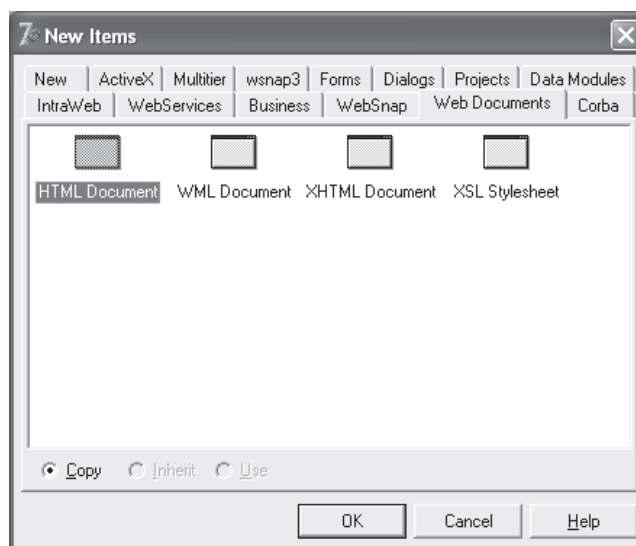 7 New Items
New ActiveX Multitier wsnap3 Forms Dialogs Projects Data Modules
IntraWeb WebServices Business WebSnap Web Documents Corba
HTML Document WML Document XHTML Document XSL Stylesheet
Copy Inherit Use
OK Cancel Help